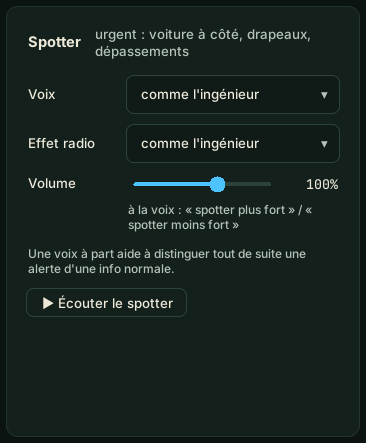 Spotter
urgent : voiture à côté, drapeaux,
dépassements
Voix
comme l'ingénieur
Effet radio
comme l'ingénieur
Volume
100%
à la voix : « spotter plus fort » / «
spotter moins fort »
Une voix à part aide à distinguer tout de suite une
alerte d'une info normale.
▶ Écouter le spotter